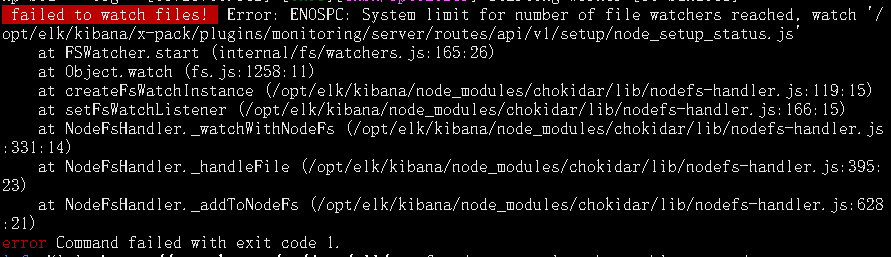 failed to watch files! Error: ENOSPC: System limit for number of file watchers reached, watch '/
opt/elk/kibana/x-pack/plugins/monitoring/server/routes/api/v1/setup/node_setup_status.js'
at FSWatcher.start (internal/fs/watchers.js:165:26)
at Object.watch (fs.js:1258:11)
at createFsWatchInstance (/opt/elk/kibana/node_modules/chokidar/lib/nodefs-handler.js:119:15)
at setFsWatchListener (/opt/elk/kibana/node_modules/chokidar/lib/nodefs-handler.js:166:15)
at NodeFsHandler._watchWithNodeFs (/opt/elk/kibana/node_modules/chokidar/lib/nodefs-handler.js
:331:14)
at NodeFsHandler._handleFile (/opt/elk/kibana/node_modules/chokidar/lib/nodefs-handler.js:395:
23)
at NodeFsHandler._addToNodeFs (/opt/elk/kibana/node_modules/chokidar/lib/nodefs-handler.js:628
:21)
error Command failed with exit code 1.